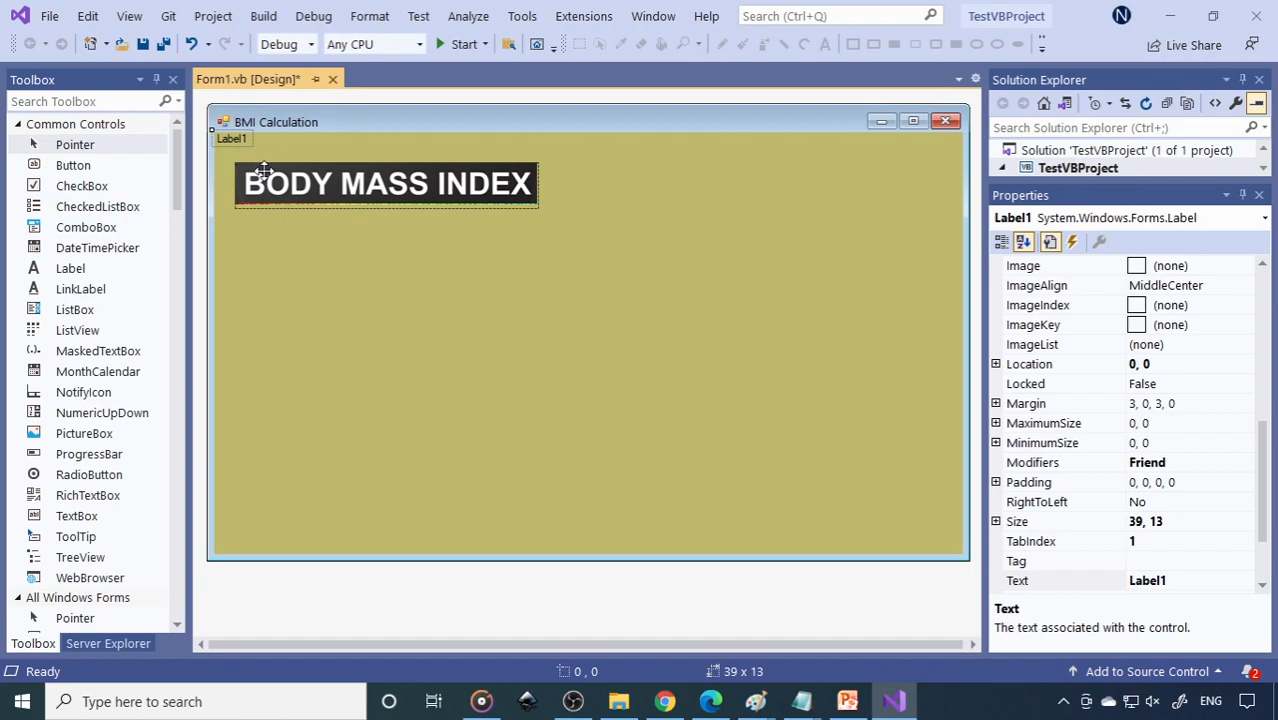 File Edit View Git Project Build Debug Format Test Analyze Tools Extensions Window Help Search (Ctrl+Q) TestVBProject N
Debug Any CPU Start Live Share
Toolbox
Search Toolbox
Common Controls
Pointer
Button
CheckBox
CheckedListBox
ComboBox
DateTimePicker
Label
LinkLabel
ListBox
ListView
MaskedTextBox
MonthCalendar
NotifyIcon
NumericUpDown
PictureBox
ProgressBar
RadioButton
RichTextBox
TextBox
ToolTip
TreeView
WebBrowser
All Windows Forms
Pointer
Toolbox Server Explorer
Form1.vb [Design]*
BMI Calculation
Label1
BODY MASS INDEX
Solution Explorer
Search Solution Explorer (Ctrl+;)
Solution 'TestVBProject' (1 of 1 project)
TestVBProject
Properties
Label1 System.Windows.Forms.Label
Image (none)
ImageAlign MiddleCenter
ImageIndex (none)
ImageKey (none)
ImageList (none)
Location 0, 0
Locked False
Margin 3, 0, 3, 0
MaximumSize 0, 0
MinimumSize 0, 0
Modifiers Friend
Padding 0, 0, 0, 0
RightToLeft No
Size 39, 13
TabIndex 1
Tag
Text Label1
Text
The text associated with the control.
Ready 0 , 0 39 x 13 Add to Source Control 2
Type here to search ENG